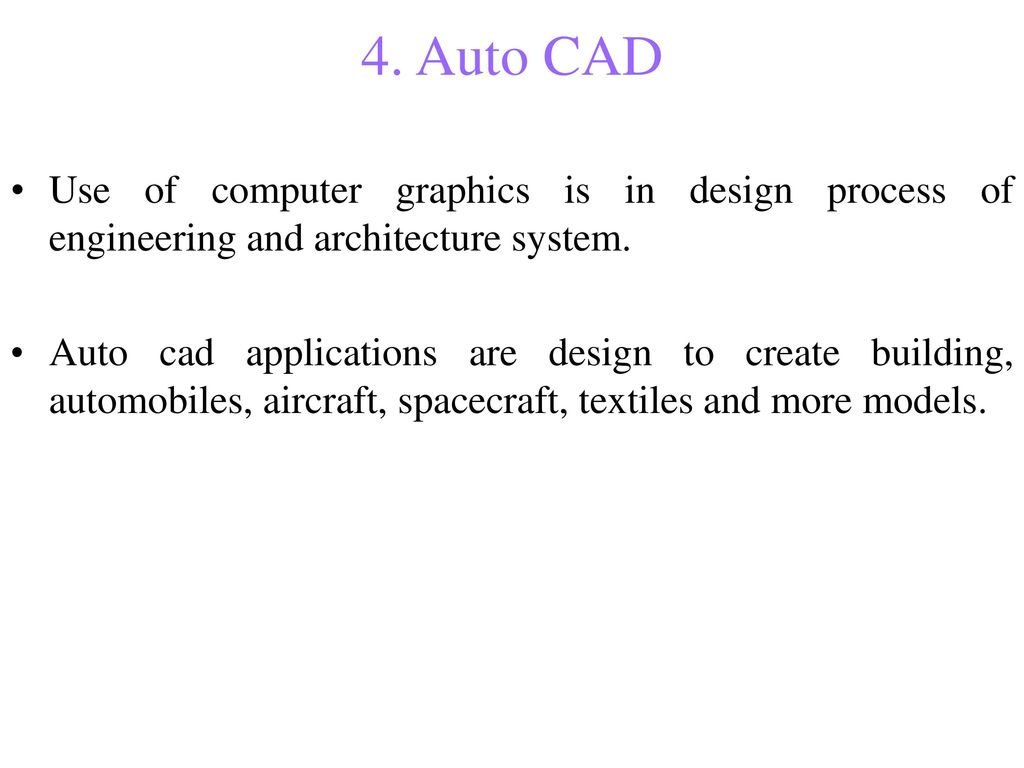 4. Auto CAD
• Use of computer graphics is in design process of
engineering and architecture system.
• Auto cad applications are design to create building,
automobiles, aircraft, spacecraft, textiles and more models.